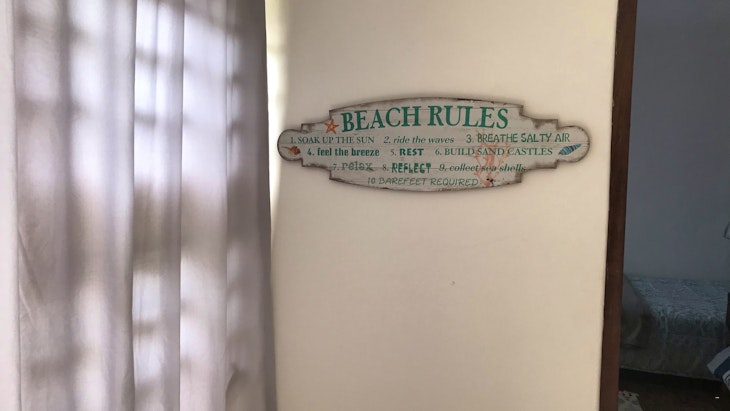 BEACH RULES
1. SOAK UP THE SUN 2. ride the waves 3. BREATHE SALTY AIR
4. feel the breeze 5. REST 6. BUILD SAND CASTLES
7. relax 8. REFLECT 9. collect sea shells
10 BAREFEET REQUIRED